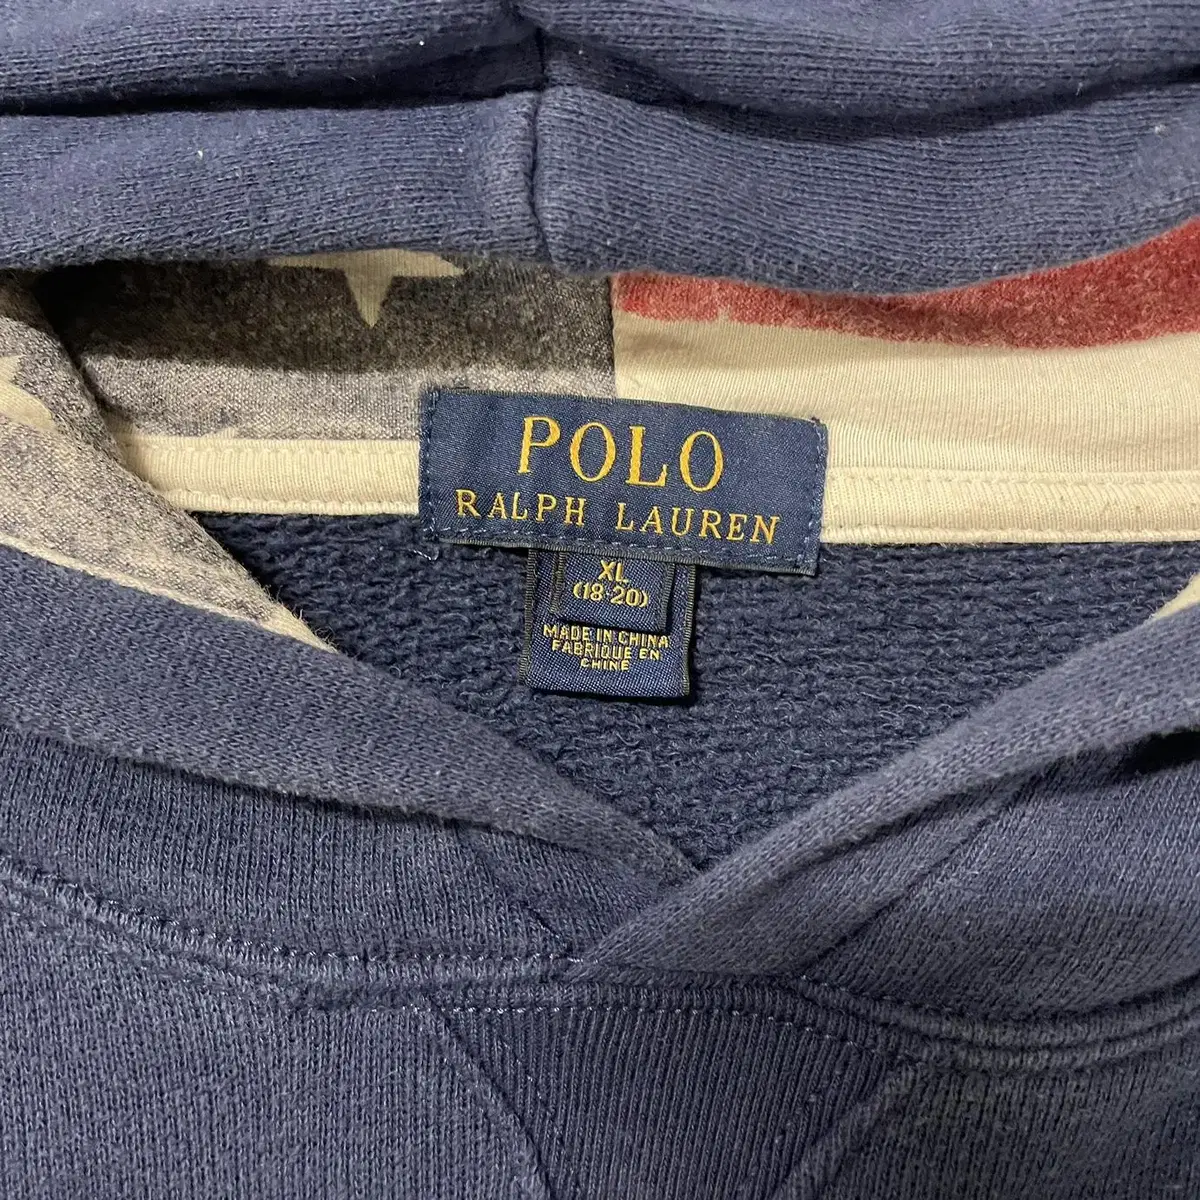 POLO
RALPH LAUREN
XL
(18-20)
MADE IN CHINA
FABRIQUE EN
CHINE